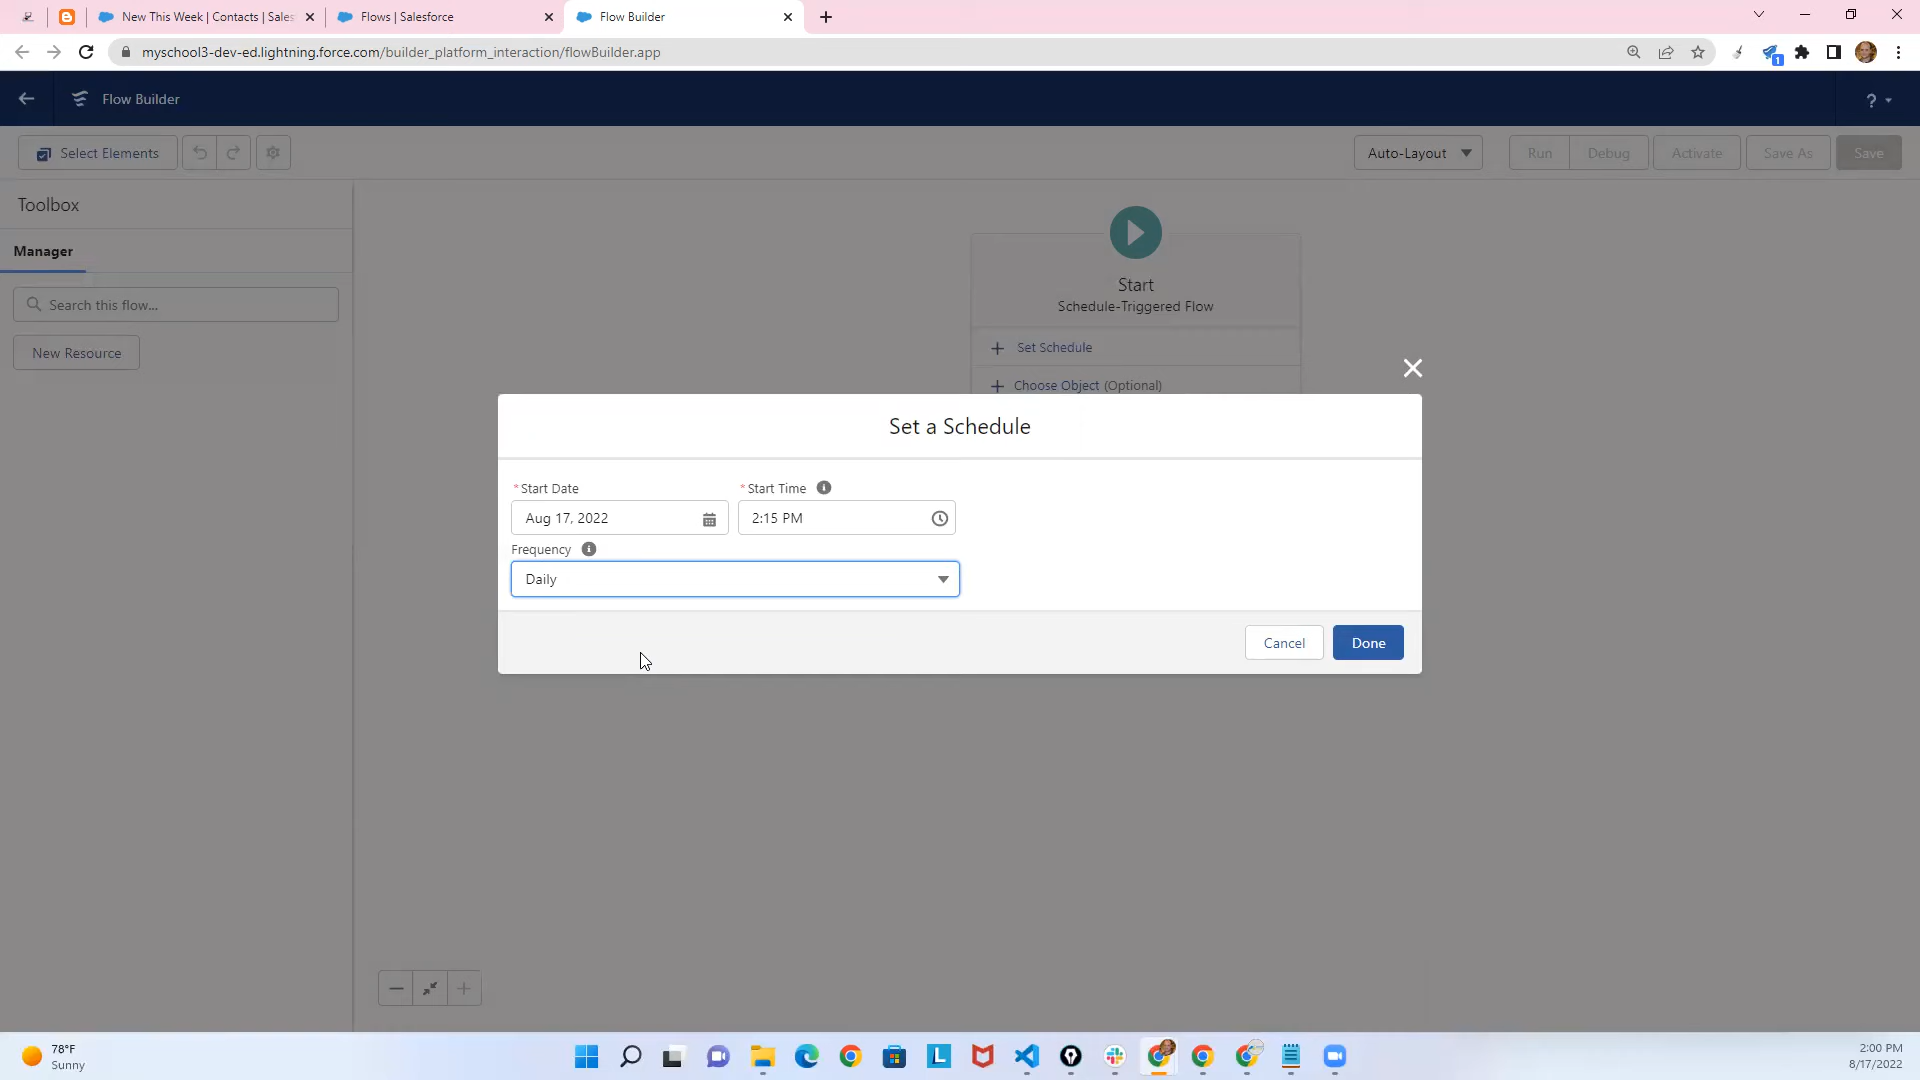 New This Week | Contacts | Sales
Flows | Salesforce
Flow Builder
myschool3-dev-ed.lightning.force.com/builder_platform_interaction/flowBuilder.app
1
Flow Builder
?
Select Elements
Auto-Layout
Run
Debug
Activate
Save As
Save
Toolbox
Manager
Search this flow...
New Resource
Start
Schedule-Triggered Flow
Set Schedule
Choose Object (Optional)
Set a Schedule
*Start Date
*Start Time
Aug 17, 2022
2:15 PM
Frequency
Daily
Cancel
Done
78°F
Sunny
2:00 PM
8/17/2022